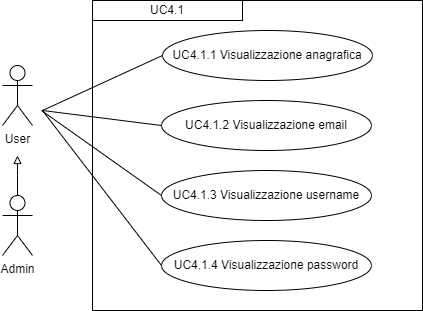 UC4.1
UC4.1.1 Visualizzazione anagrafica
UC4.1.2 Visualizzazione email
User
UC4.1.3 Visualizzazione username
UC4.1.4 Visualizzazione password
Admin